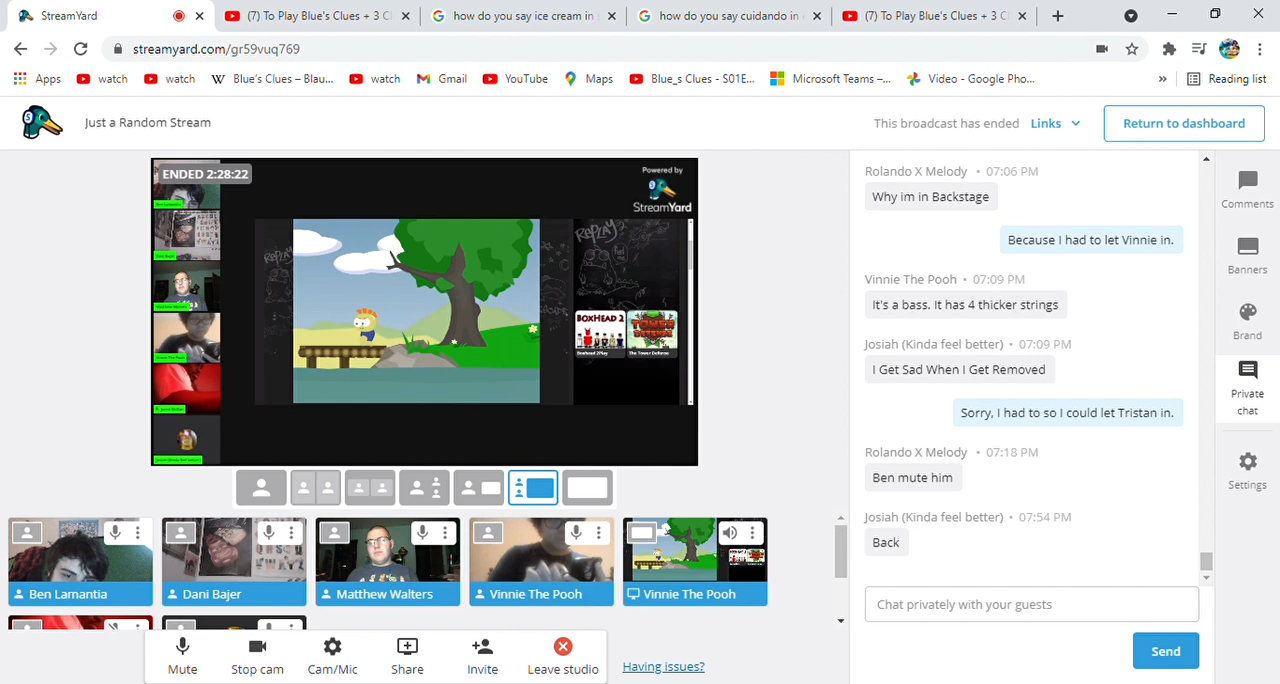 StreamYard
(7) To Play Blue's Clues + 3 C
how do you say ice cream in s
how do you say cuidando in
(7) To Play Blue's Clues + 3 C
streamyard.com/gr59vuq769
Apps
watch
watch
Blue's Clues – Blau...
watch
Gmail
YouTube
Maps
Blue_s Clues - S01E...
Microsoft Teams –...
Video - Google Pho...
»
Reading list
Just a Random Stream
This broadcast has ended
Links
Return to dashboard
ENDED 2:28:22
Powered by
StreamYard
REPLAY
BOXHEAD 2
TOWER
DEFENSE
Boxhead 2Play
The Tower Defense
Ben Lamantia
Dani Bajer
Matthew Walters
Vinnie The Pooh
Vinnie The Pooh
Mute
Stop cam
Cam/Mic
Share
Invite
Leave studio
Having issues?
Rolando X Melody • 07:06 PM
Why im in Backstage
Because I had to let Vinnie in.
Vinnie The Pooh • 07:09 PM
It's a bass. It has 4 thicker strings
Josiah (Kinda feel better) • 07:09 PM
I Get Sad When I Get Removed
Sorry, I had to so I could let Tristan in.
Rolando X Melody • 07:18 PM
Ben mute him
Josiah (Kinda feel better) • 07:54 PM
Back
Chat privately with your guests
Send
Comments
Banners
Brand
Private
chat
Settings